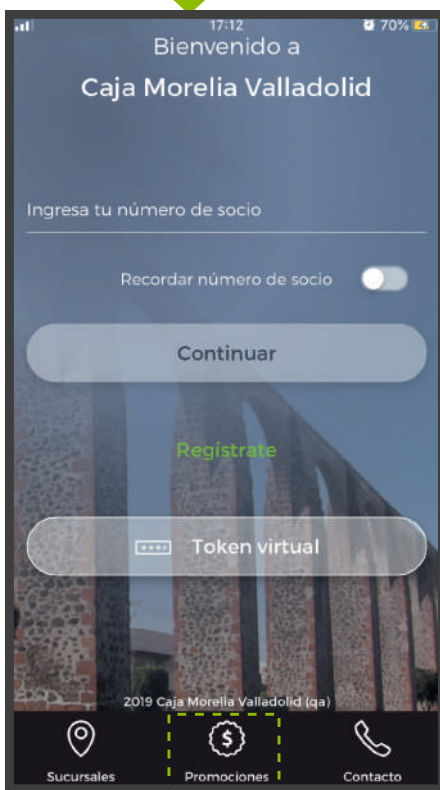 17:12
70%
Bienvenido a
Caja Morelia Valladolid
Ingresa tu número de socio
Recordar número de socio
Continuar
Regístrate
Token virtual
2019 Caja Morelia Valladolid (qa)
Sucursales Promociones Contacto